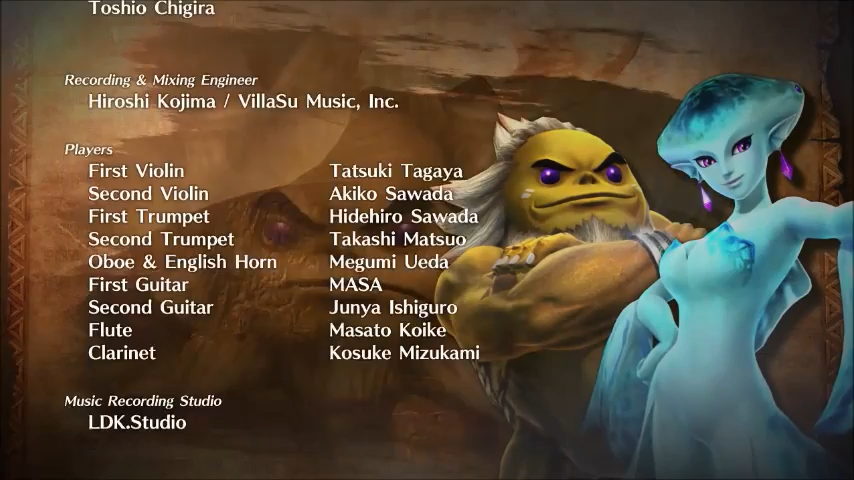 Toshio Chigira
Recording & Mixing Engineer
Hiroshi Kojima / VillaSu Music, Inc.
Players
First Violin Tatsuki Tagaya
Second Violin Akiko Sawada
First Trumpet Hidehiro Sawada
Second Trumpet Takashi Matsuo
Oboe & English Horn Megumi Ueda
First Guitar MASA
Second Guitar Junya Ishiguro
Flute Masato Koike
Clarinet Kosuke Mizukami
Music Recording Studio
LDK.Studio